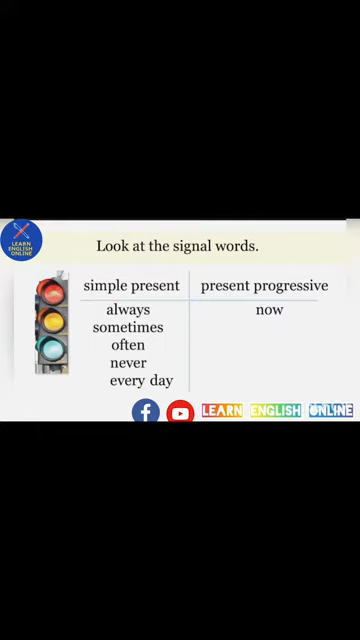 LEARN
ENGLISH
ONLINE
Look at the signal words.
simple present present progressive
always now
sometimes
often
never
every day
LEARN ENGLISH ONLINE